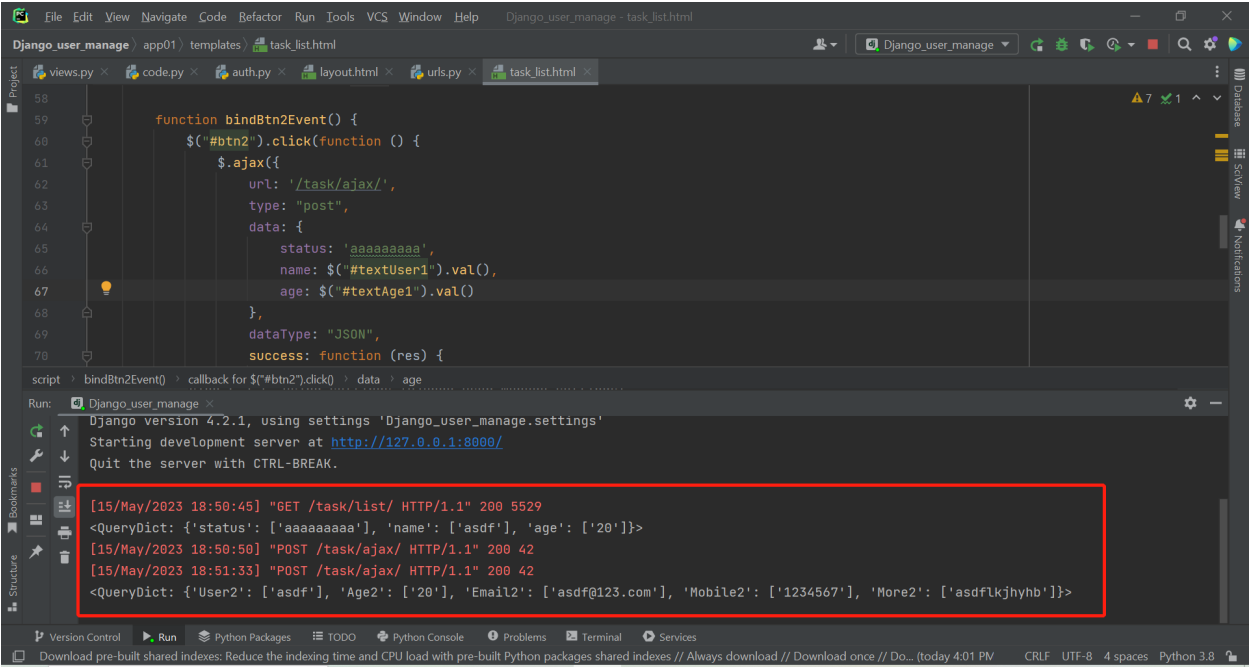 File Edit View Navigate Code Refactor Run Tools VCS Window Help Django_user_manage - task_list.html
Django_user_manage app01 templates task_list.html Django_user_manage
views.py code.py auth.py layout.html urls.py task_list.html
Project
58
59 function bindBtn2Event() {
60 $("#btn2").click(function () {
61 $.ajax({
62 url: '/task/ajax/',
63 type: "post",
64 data: {
65 status: 'aaaaaaaaa',
66 name: $("#textUser1").val(),
67 age: $("#textAge1").val()
68 },
69 dataType: "JSON",
70 success: function (res) {
7 1
Database
SciView
Notifications
script bindBtn2Event() callback for $("#btn2").click() data age
Run: Django_user_manage
Django version 4.2.1, using settings 'Django_user_manage.settings'
Starting development server at http://127.0.0.1:8000/
Quit the server with CTRL-BREAK.
[15/May/2023 18:50:45] "GET /task/list/ HTTP/1.1" 200 5529
<QueryDict: {'status': ['aaaaaaaaa'], 'name': ['asdf'], 'age': ['20']}>
[15/May/2023 18:50:50] "POST /task/ajax/ HTTP/1.1" 200 42
[15/May/2023 18:51:33] "POST /task/ajax/ HTTP/1.1" 200 42
<QueryDict: {'User2': ['asdf'], 'Age2': ['20'], 'Email2': ['asdf@123.com'], 'Mobile2': ['1234567'], 'More2': ['asdflkjhyhb']}>
Bookmarks
Structure
Version Control Run Python Packages TODO Python Console Problems Terminal Services
Download pre-built shared indexes: Reduce the indexing time and CPU load with pre-built Python packages shared indexes // Always download // Download once // Do... (today 4:01 PM CRLF UTF-8 4 spaces Python 3.8